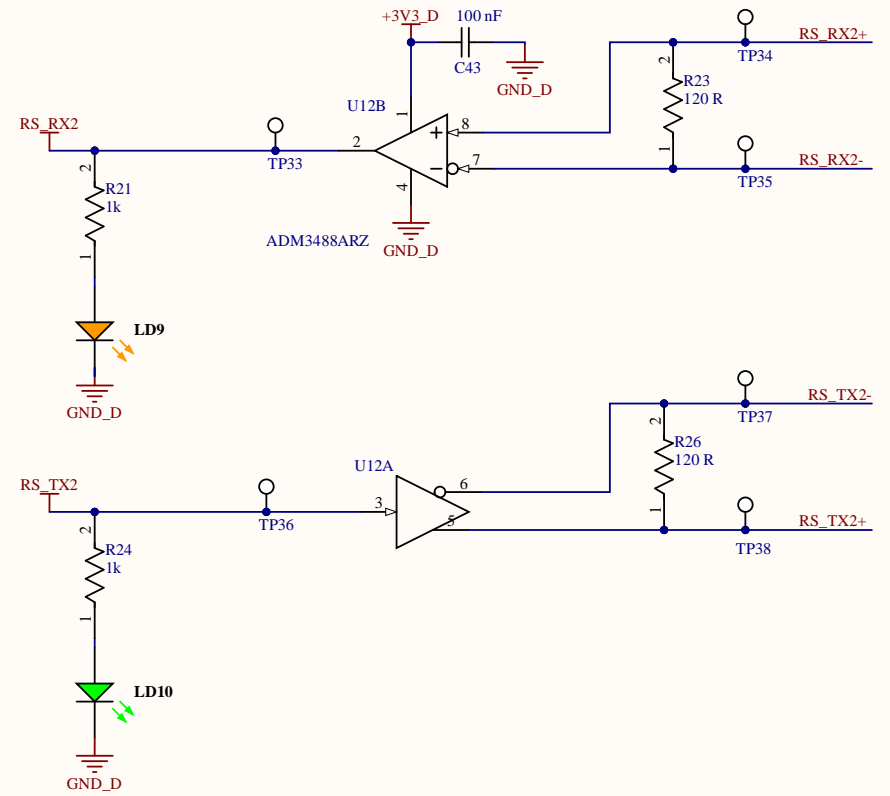 +3V3_D
100 nF
C43
GND_D
TP34
RS_RX2+
2
R23
120 R
1
U12B
1
8
+
RS_RX2
2
TP33
7
−
TP35
RS_RX2-
4
2
R21
1k
1
ADM3488ARZ
GND_D
LD9
GND_D
TP37
RS_TX2-
2
R26
120 R
1
U12A
6
RS_TX2
3
TP36
5
TP38
RS_TX2+
2
R24
1k
1
LD10
GND_D